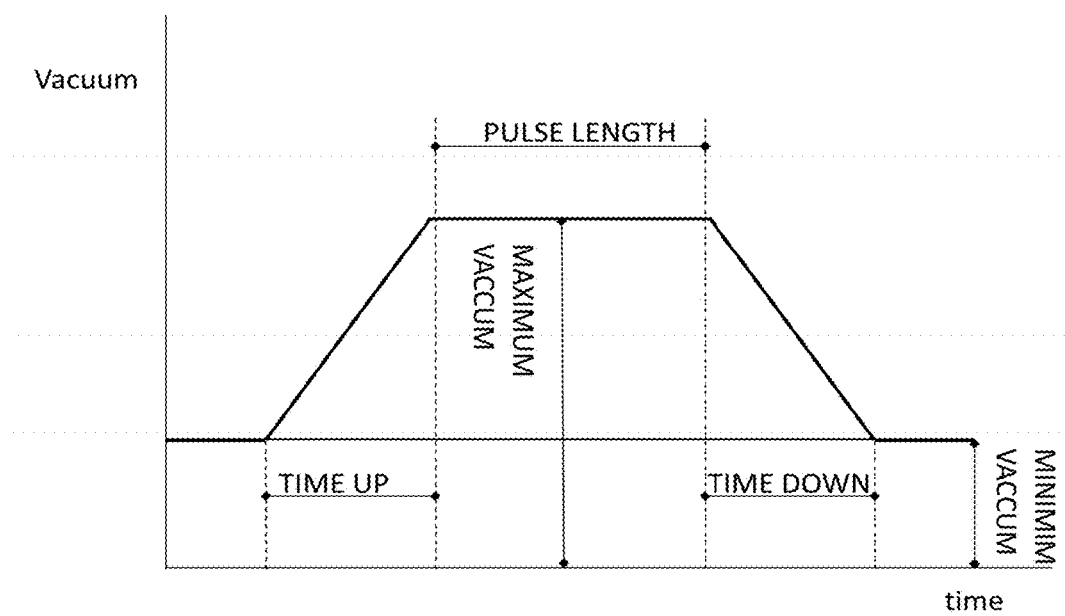 Vacuum
PULSE LENGTH
MAXIMUM
VACCUM
TIME UP
TIME DOWN
MINIMIM
VACCUM
time